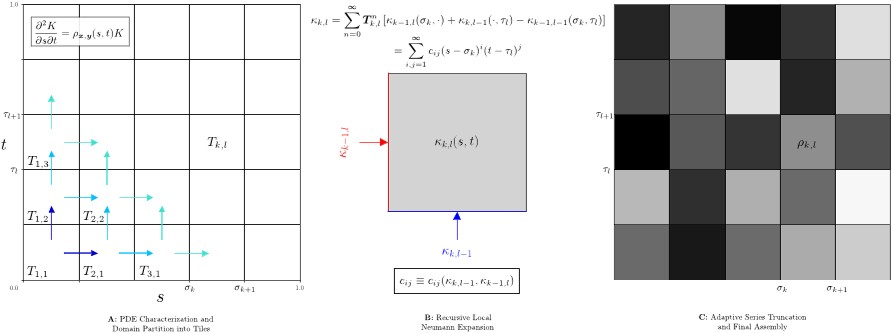 1.0
∂²K/∂s∂t = ρ_{x,y}(s,t)K
τ_{l+1}
t
T_{k,l}
τ_l
T_{1,3}
T_{1,2} T_{2,2}
T_{1,1} T_{2,1} T_{3,1}
0.0 σ_k σ_{k+1} 1.0
s
A: PDE Characterization and
Domain Partition into Tiles
κ_{k,l} = ∑_{n=0}^{∞} T^n_{k,l} [κ_{k−1,l}(σ_k, ·) + κ_{k,l−1}(·, τ_l) − κ_{k,l−1}(σ_k, τ_l)]
= ∑_{i,j=1}^{∞} c_{ij}(s − σ_k)^i(t − τ_l)^j
κ_{k−1,l}
κ_{k,l}(s, t)
κ_{k,l−1}
c_{ij} ≡ c_{ij}(κ_{k,l−1}, κ_{k−1,l})
B: Recursive Local
Neumann Expansion
τ_{l+1}
ρ_{k,l}
τ_l
σ_k σ_{k+1}
C: Adaptive Series Truncation
and Final Assembly